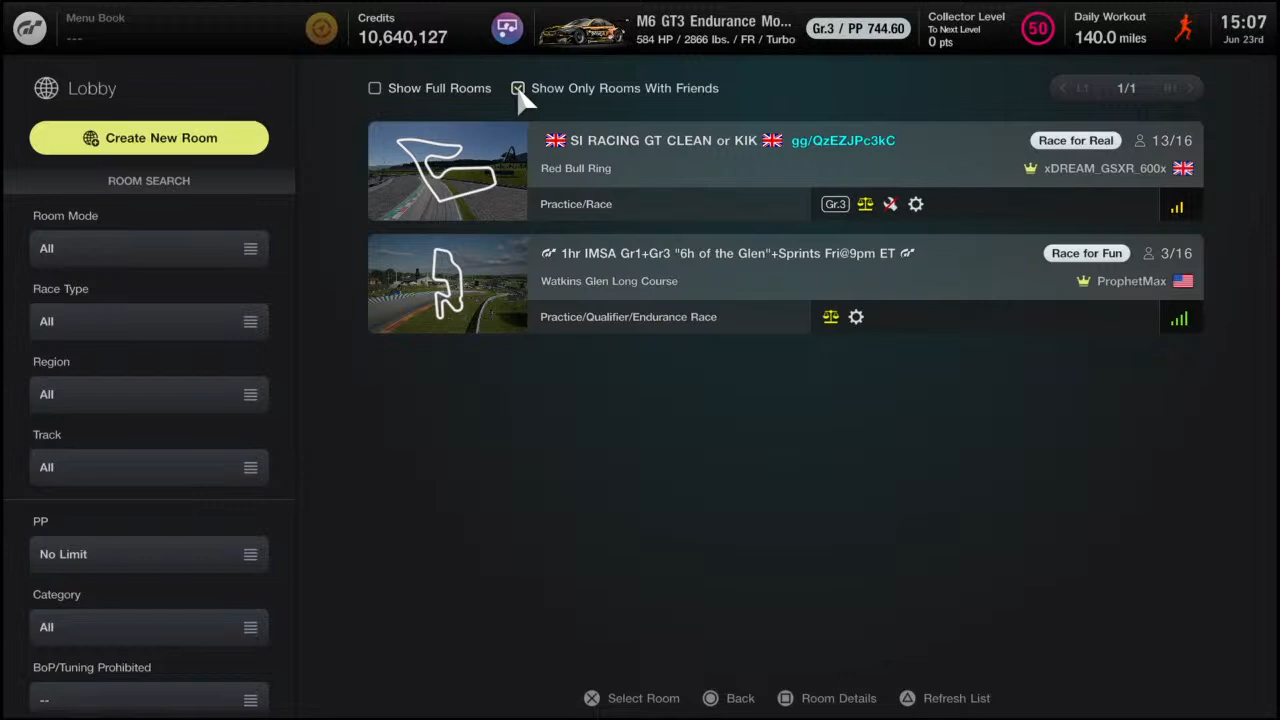 Menu Book
---
Credits
10,640,127
M6 GT3 Endurance Mo...
584 HP / 2866 lbs. / FR / Turbo
Gr.3 / PP 744.60
Collector Level
To Next Level
0 pts
50
Daily Workout
140.0 miles
15:07
Jun 23rd
Lobby
Create New Room
ROOM SEARCH
Room Mode
All
Race Type
All
Region
All
Track
All
PP
No Limit
Category
All
BoP/Tuning Prohibited
--
Show Full Rooms
Show Only Rooms With Friends
L1 1/1 R1
🇬🇧 SI RACING GT CLEAN or KIK 🇬🇧 gg/QzEZJPc3kC
Race for Real
13/16
Red Bull Ring
xDREAM_GSXR_600x
Practice/Race
Gr.3
1hr IMSA Gr1+Gr3 "6h of the Glen"+Sprints Fri@9pm ET
Race for Fun
3/16
Watkins Glen Long Course
ProphetMax
Practice/Qualifier/Endurance Race
Select Room
Back
Room Details
Refresh List